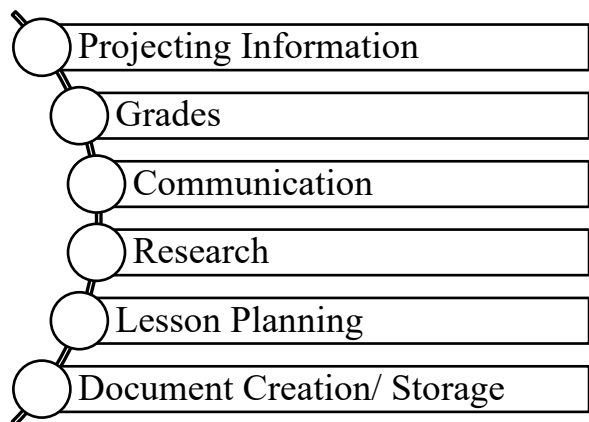 Projecting Information
Grades
Communication
Research
Lesson Planning
Document Creation/ Storage